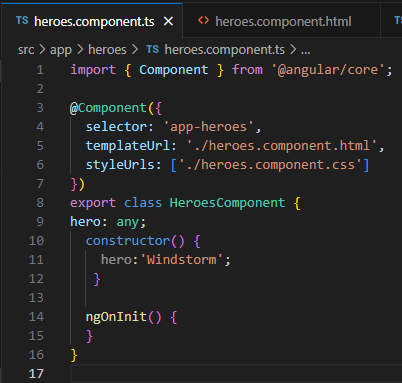 TS heroes.component.ts × <> heroes.component.html
src > app > heroes > TS heroes.component.ts > ...
1 import { Component } from '@angular/core';
2
3 @Component({
4   selector: 'app-heroes',
5   templateUrl: './heroes.component.html',
6   styleUrls: ['./heroes.component.css']
7 })
8 export class HeroesComponent {
9 hero: any;
10   constructor() {
11     hero:'Windstorm';
12    }
13
14   ngOnInit() {
15   }
16 }
17